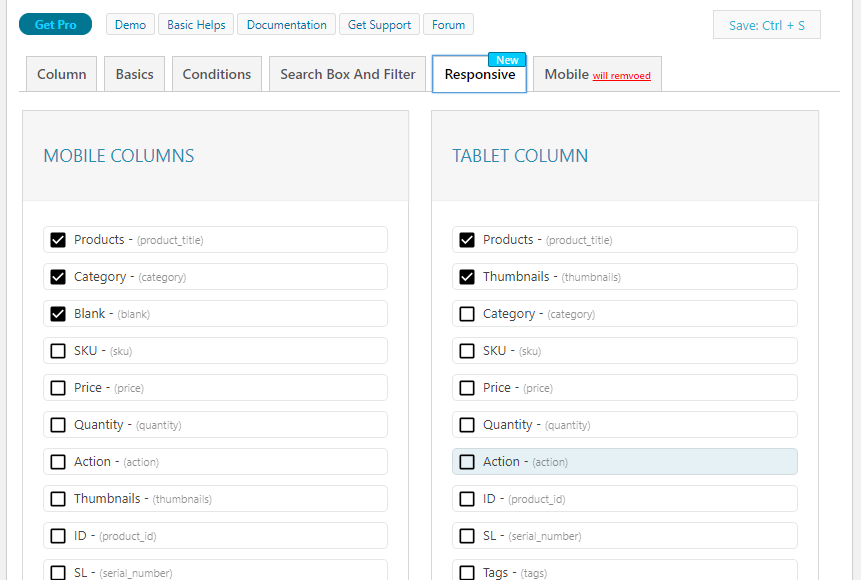 Get Pro
Demo
Basic Helps
Documentation
Get Support
Forum
Save: Ctrl + S
Column
Basics
Conditions
Search Box And Filter
Responsive
New
Mobile will remvoed
MOBILE COLUMNS
Products - (product_title)
Category - (category)
Blank - (blank)
SKU - (sku)
Price - (price)
Quantity - (quantity)
Action - (action)
Thumbnails - (thumbnails)
ID - (product_id)
SL - (serial_number)
TABLET COLUMN
Products - (product_title)
Thumbnails - (thumbnails)
Category - (category)
SKU - (sku)
Price - (price)
Quantity - (quantity)
Action - (action)
ID - (product_id)
SL - (serial_number)
Tags - (tags)